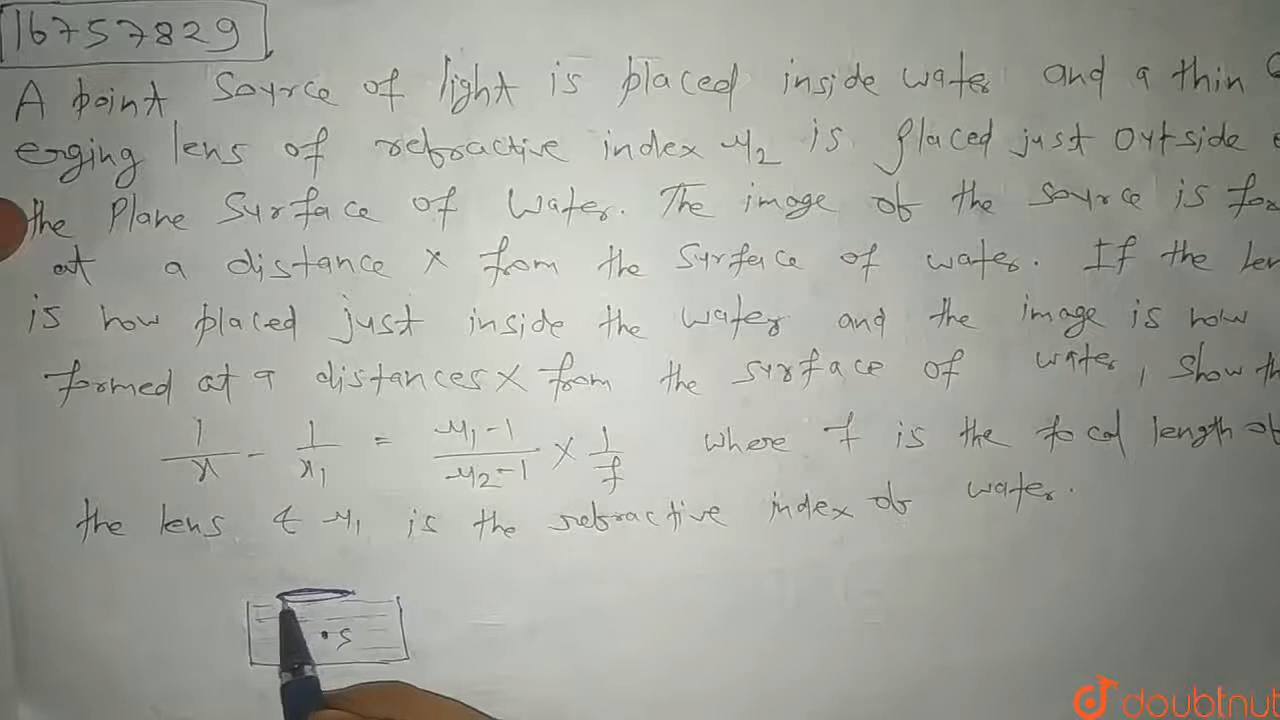 16757829
A point Source of light is placed inside water and a thin C
erging lens of refractive index μ2 is placed just outside
the Plane Surface of Water. The image of the source is for
at a distance x from the surface of water. If the len
is now placed just inside the water and the image is now
formed at a distances x from the surface of water, show th
1/x - 1/x1 = μ1-1/μ2-1 × 1/f where f is the focal length of
the lens & μ1 is the refractive index of water.
•S
doubtnut